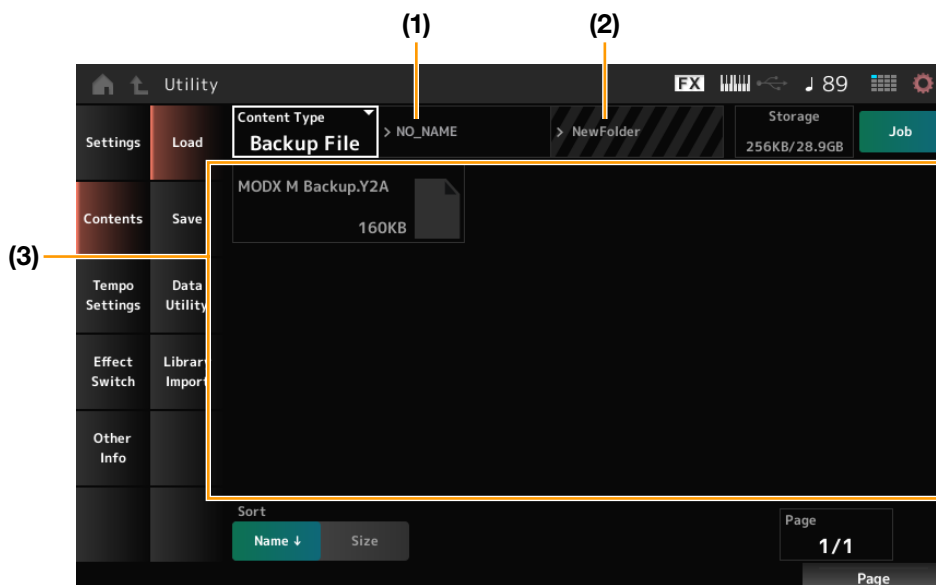 (1) (2)
Utility FX ♩ 89
Settings Load Content Type Backup File > NO_NAME > NewFolder Storage 256KB/28.9GB Job
MODX M Backup.Y2A
160KB
Contents Save
(3)
Tempo Settings Data Utility
Effect Switch Library Import
Other Info
Sort
Name ↓ Size
Page
1/1
Page